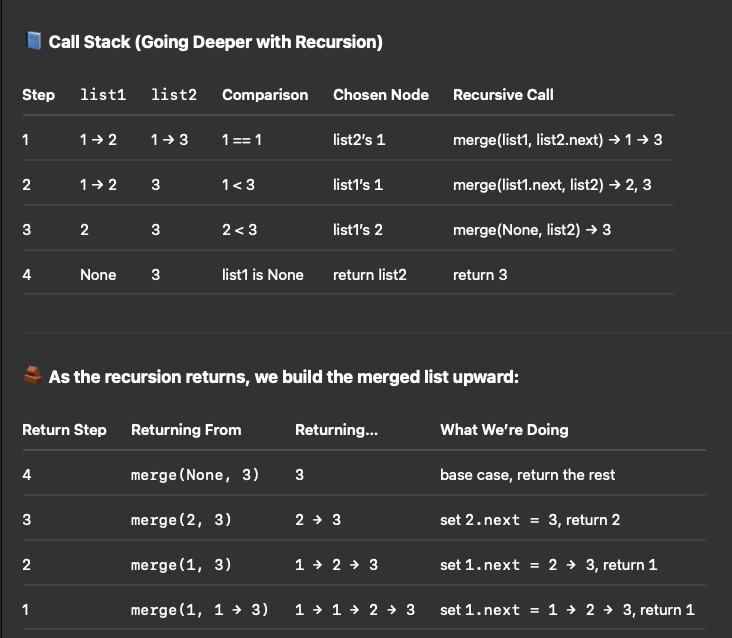 📘 Call Stack (Going Deeper with Recursion)
Step list1 list2 Comparison Chosen Node Recursive Call
1 1 → 2 1 → 3 1 == 1 list2’s 1 merge(list1, list2.next) → 1 → 3
2 1 → 2 3 1 < 3 list1’s 1 merge(list1.next, list2) → 2, 3
3 2 3 2 < 3 list1’s 2 merge(None, list2) → 3
4 None 3 list1 is None return list2 return 3
🧱 As the recursion returns, we build the merged list upward:
Return Step Returning From Returning... What We’re Doing
4 merge(None, 3) 3 base case, return the rest
3 merge(2, 3) 2 → 3 set 2.next = 3, return 2
2 merge(1, 3) 1 → 2 → 3 set 1.next = 2 → 3, return 1
1 merge(1, 1 → 3) 1 → 1 → 2 → 3 set 1.next = 1 → 2 → 3, return 1